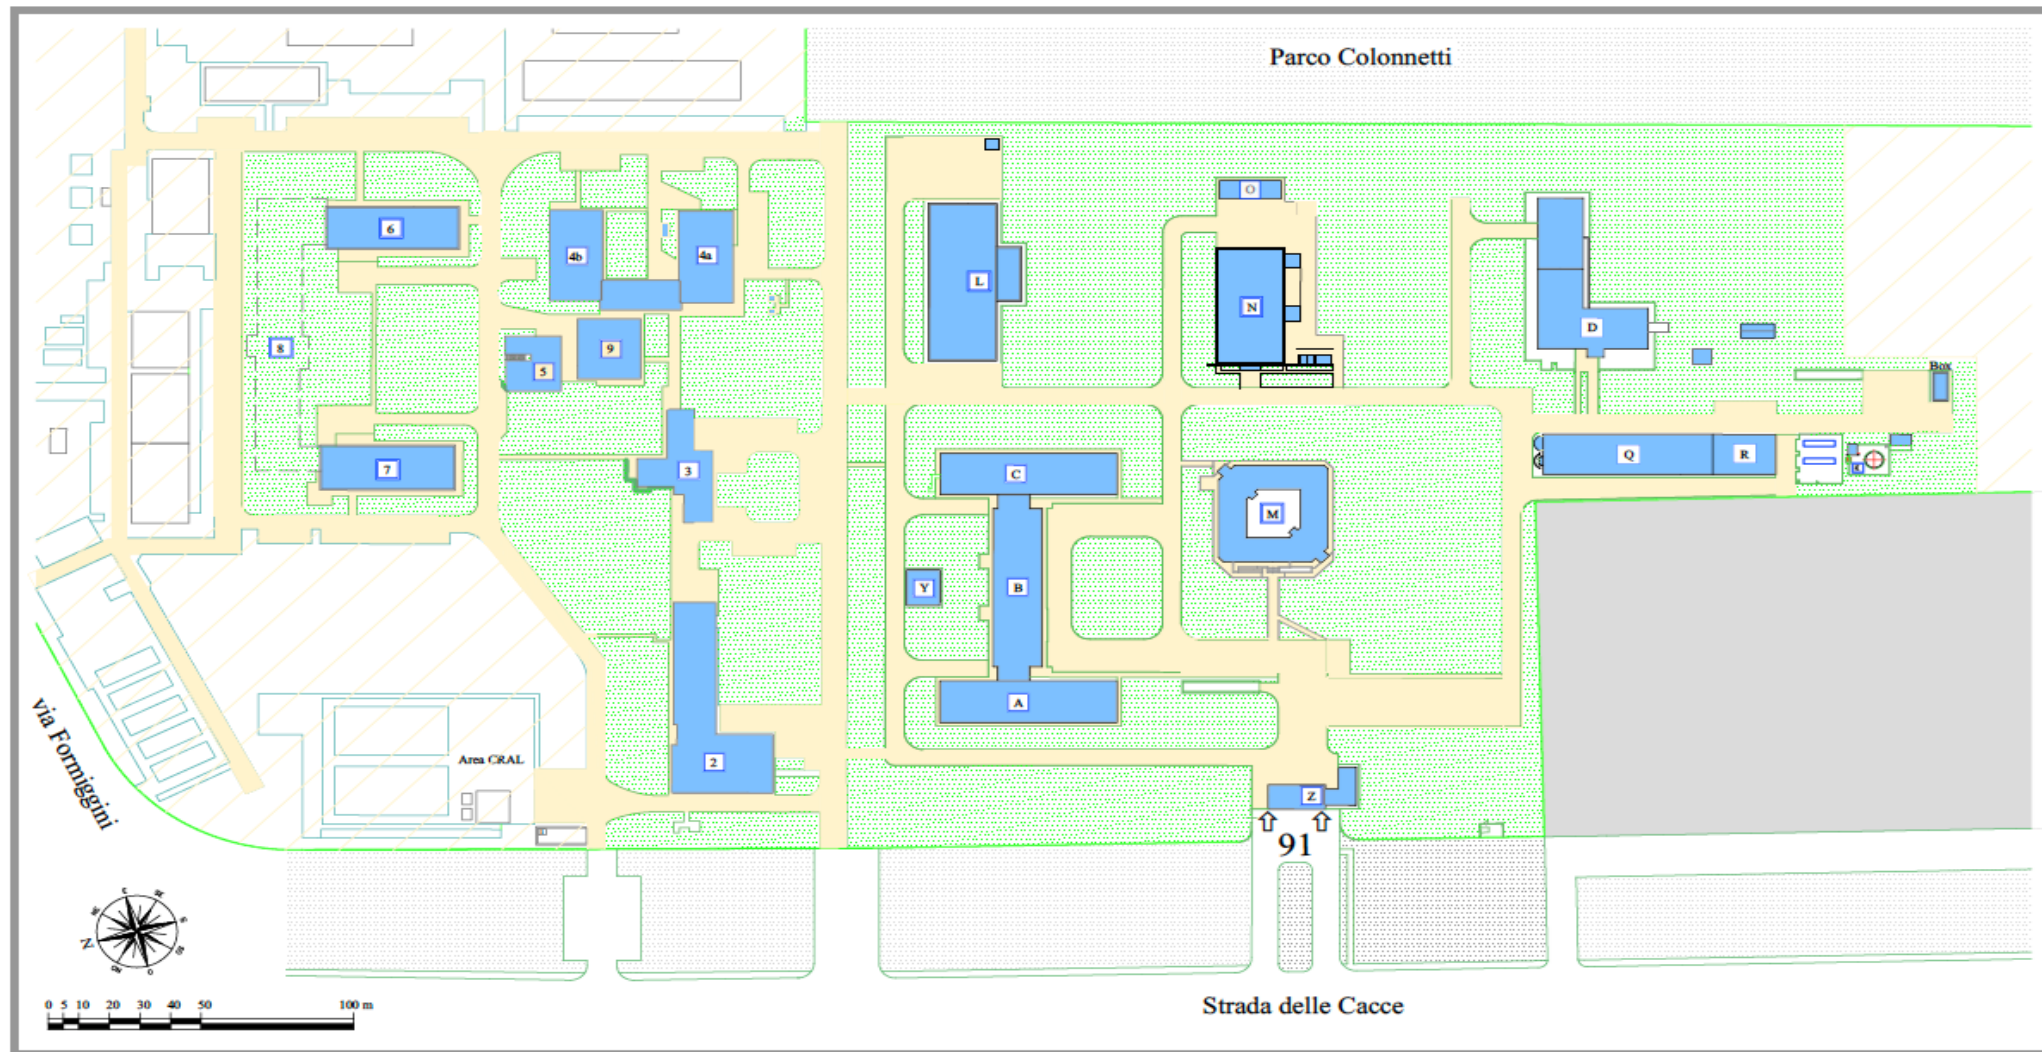 Parco Colonnetti
O
6
4b
4a
L
N
D
8
9
5
Box
7
3
C
Q
R
M
Y
B
A
via Formiggini
Area CRAL
2
Z
91
N
0 5 10 20 30 40 50 100 m
Strada delle Cacce